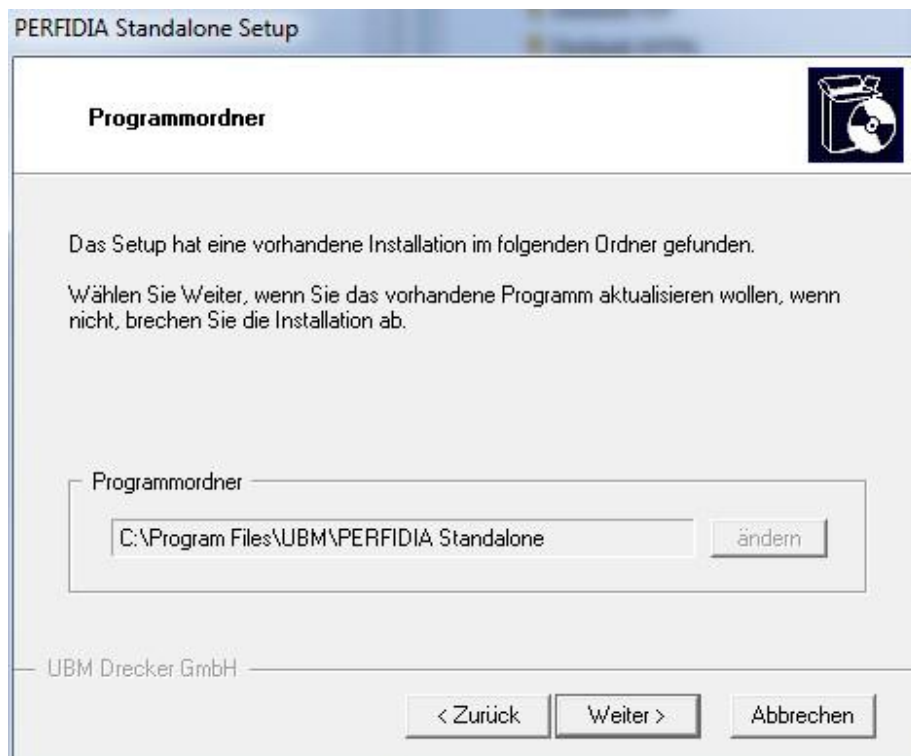 PERFIDIA Standalone Setup
Programmordner
Das Setup hat eine vorhandene Installation im folgenden Ordner gefunden.
Wählen Sie Weiter, wenn Sie das vorhandene Programm aktualisieren wollen, wenn
nicht, brechen Sie die Installation ab.
Programmordner
C:\Program Files\UBM\PERFIDIA Standalone
ändern
UBM Drecker GmbH
< Zurück
Weiter >
Abbrechen